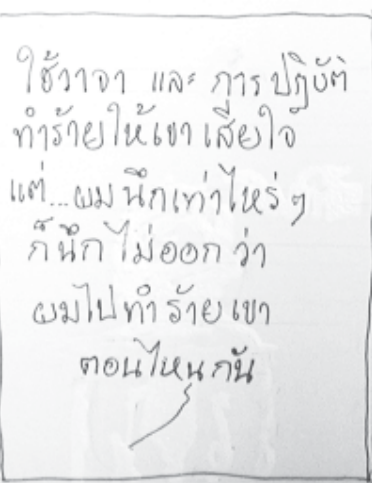 ใช้วาจา และ การปฏิบัติ
ทำร้ายให้เขาเสียใจ
แต่...ผมนึกเท่าไหร่ๆ
ก็นึกไม่ออกว่า
ผมไปทำร้ายเขา
ตอนไหนกัน